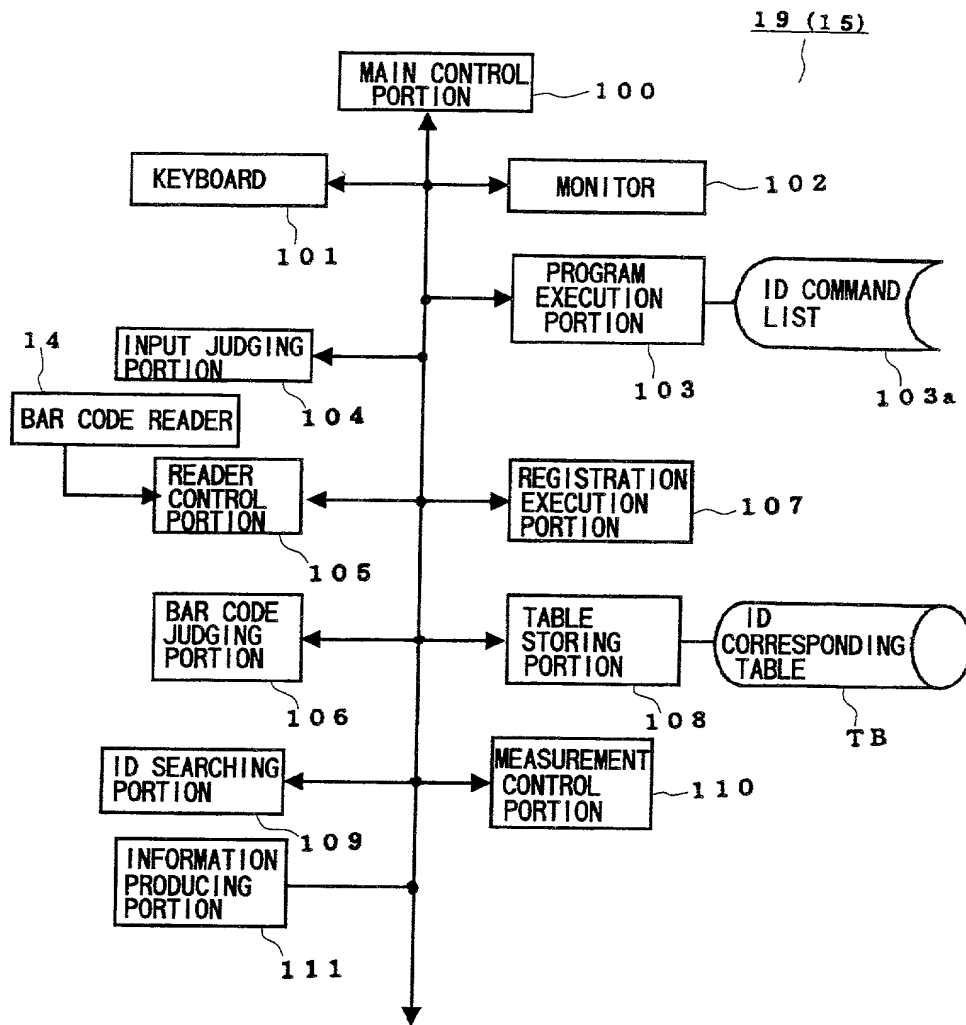 19 (15)
MAIN CONTROL
PORTION
100
KEYBOARD
101
MONITOR
102
PROGRAM
EXECUTION
PORTION
103
ID COMMAND
LIST
103a
INPUT JUDGING
PORTION
104
14
BAR CODE READER
READER
CONTROL
PORTION
105
REGISTRATION
EXECUTION
PORTION
107
BAR CODE
JUDGING
PORTION
106
TABLE
STORING
PORTION
108
ID
CORRESPONDING
TABLE
TB
ID SEARCHING
PORTION
109
MEASUREMENT
CONTROL
PORTION
110
INFORMATION
PRODUCING
PORTION
111